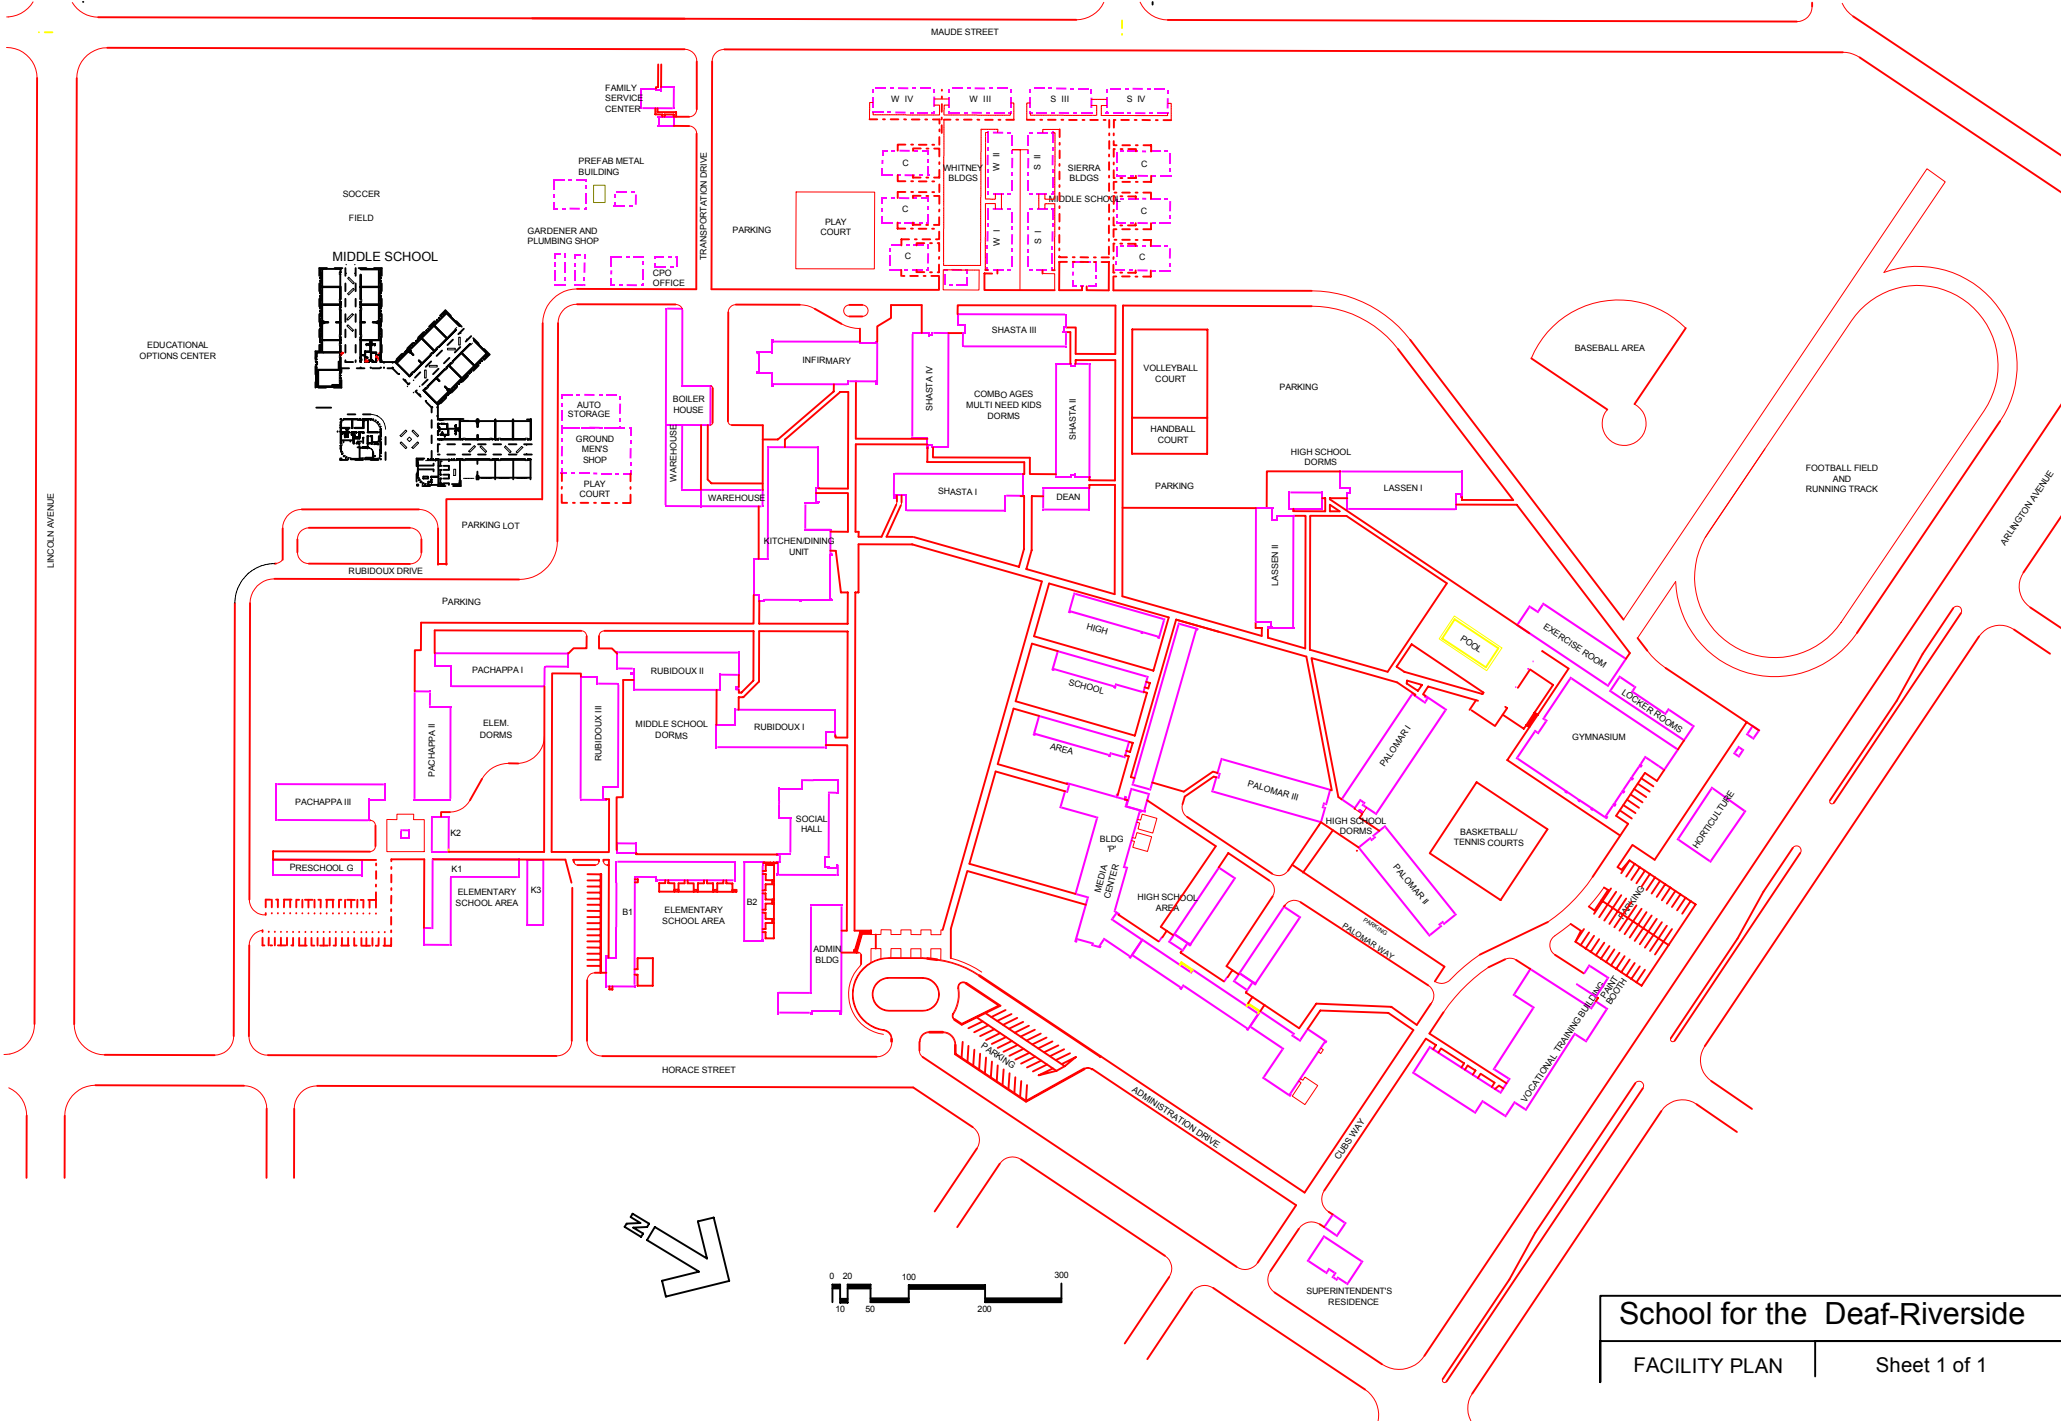 MAUDE STREET
FAMILY
SERVICE
CENTER
W IV
W III
S III
S IV
PREFAB METAL
BUILDING
TRANSPORTATION DRIVE
C
C
C
WHITNEY
BLDGS
W II
W I
S II
S I
SIERRA
BLDGS
MIDDLE SCHOOL
C
C
C
SOCCER
FIELD
GARDENER AND
PLUMBING SHOP
CPO
OFFICE
PARKING
PLAY
COURT
MIDDLE SCHOOL
EDUCATIONAL
OPTIONS CENTER
INFIRMARY
SHASTA III
SHASTA IV
COMBO AGES
MULTI NEED KIDS
DORMS
SHASTA II
VOLLEYBALL
COURT
HANDBALL
COURT
PARKING
BASEBALL AREA
AUTO
STORAGE
GROUND
MEN'S
SHOP
PLAY
COURT
BOILER
HOUSE
WAREHOUSE
WAREHOUSE
SHASTA I
DEAN
PARKING
HIGH SCHOOL
DORMS
LASSEN I
LASSEN II
FOOTBALL FIELD
AND
RUNNING TRACK
ARLINGTON AVENUE
LINCOLN AVENUE
PARKING LOT
KITCHEN/DINING
UNIT
RUBIDOUX DRIVE
PARKING
HIGH
SCHOOL
AREA
POOL
EXERCISE ROOM
LOCKER ROOMS
GYMNASIUM
PACHAPPA I
PACHAPPA II
ELEM.
DORMS
RUBIDOUX II
RUBIDOUX III
MIDDLE SCHOOL
DORMS
RUBIDOUX I
PALOMAR I
PALOMAR III
HIGH SCHOOL
DORMS
PALOMAR II
BASKETBALL/
TENNIS COURTS
HORTICULTURE
PACHAPPA III
K2
SOCIAL
HALL
BLDG
'P'
MEDIA
CENTER
PRESCHOOL G
K1
ELEMENTARY
SCHOOL AREA
K3
B1
ELEMENTARY
SCHOOL AREA
B2
HIGH SCHOOL
AREA
PARKING
PALOMAR WAY
PARKING
ADMIN
BLDG
VOCATIONAL TRAINING BUILDING
PAINT
BOOTH
PARKING
HORACE STREET
ADMINISTRATION DRIVE
CUBS WAY
N
0 20 100 300
10 50 200
SUPERINTENDENT'S
RESIDENCE
School for the Deaf-Riverside
FACILITY PLAN
Sheet 1 of 1